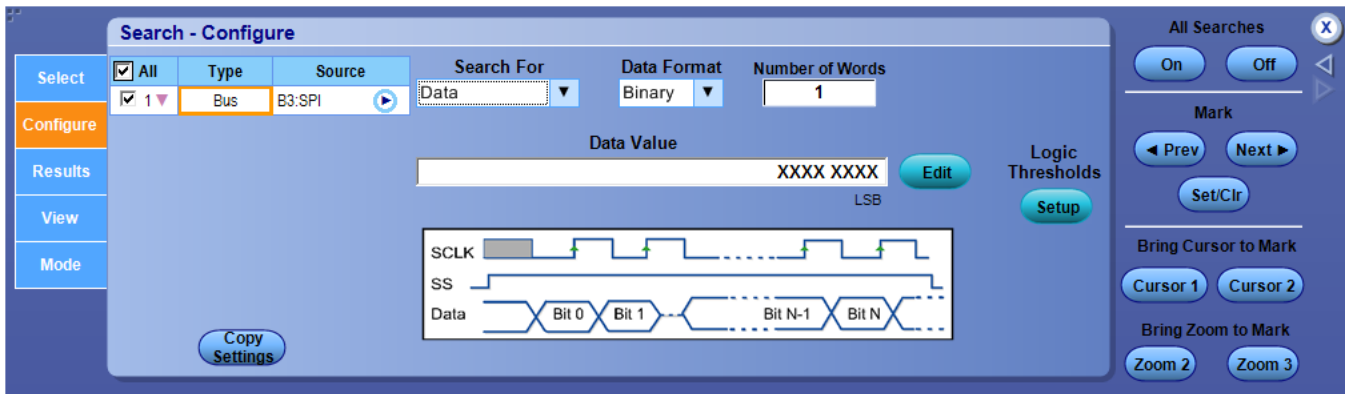 Search - Configure
Select
Configure
Results
View
Mode
All Type Source
1 Bus B3:SPI
Search For
Data
Data Format
Binary
Number of Words
1
Data Value
XXXX XXXX
Edit
LSB
Logic
Thresholds
Setup
SCLK
SS
Data Bit 0 Bit 1 Bit N-1 Bit N
Copy
Settings
All Searches
X
On Off
Mark
Prev Next
Set/Clr
Bring Cursor to Mark
Cursor 1 Cursor 2
Bring Zoom to Mark
Zoom 2 Zoom 3